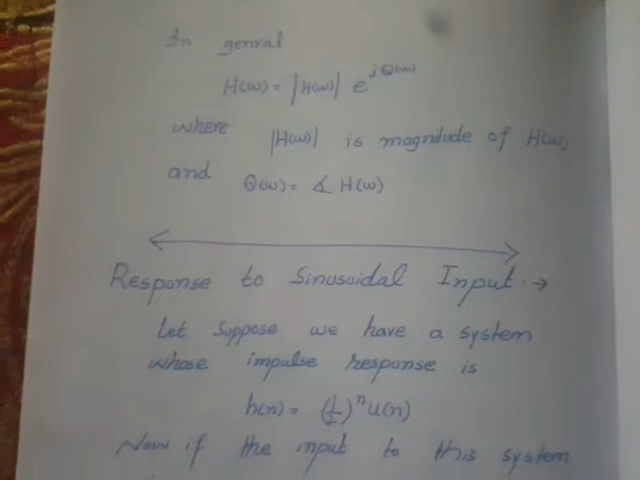 In genral
H(ω) = |H(ω)| e^{jΘ(ω)}
where |H(ω)| is magnitude of H(ω)
and Θ(ω) = ∡ H(ω)
Response to Sinusoidal Input :→
Let Suppose we have a system
whose impulse response is
h(n) = (1/2)^n U(n)
Now if the input to this system